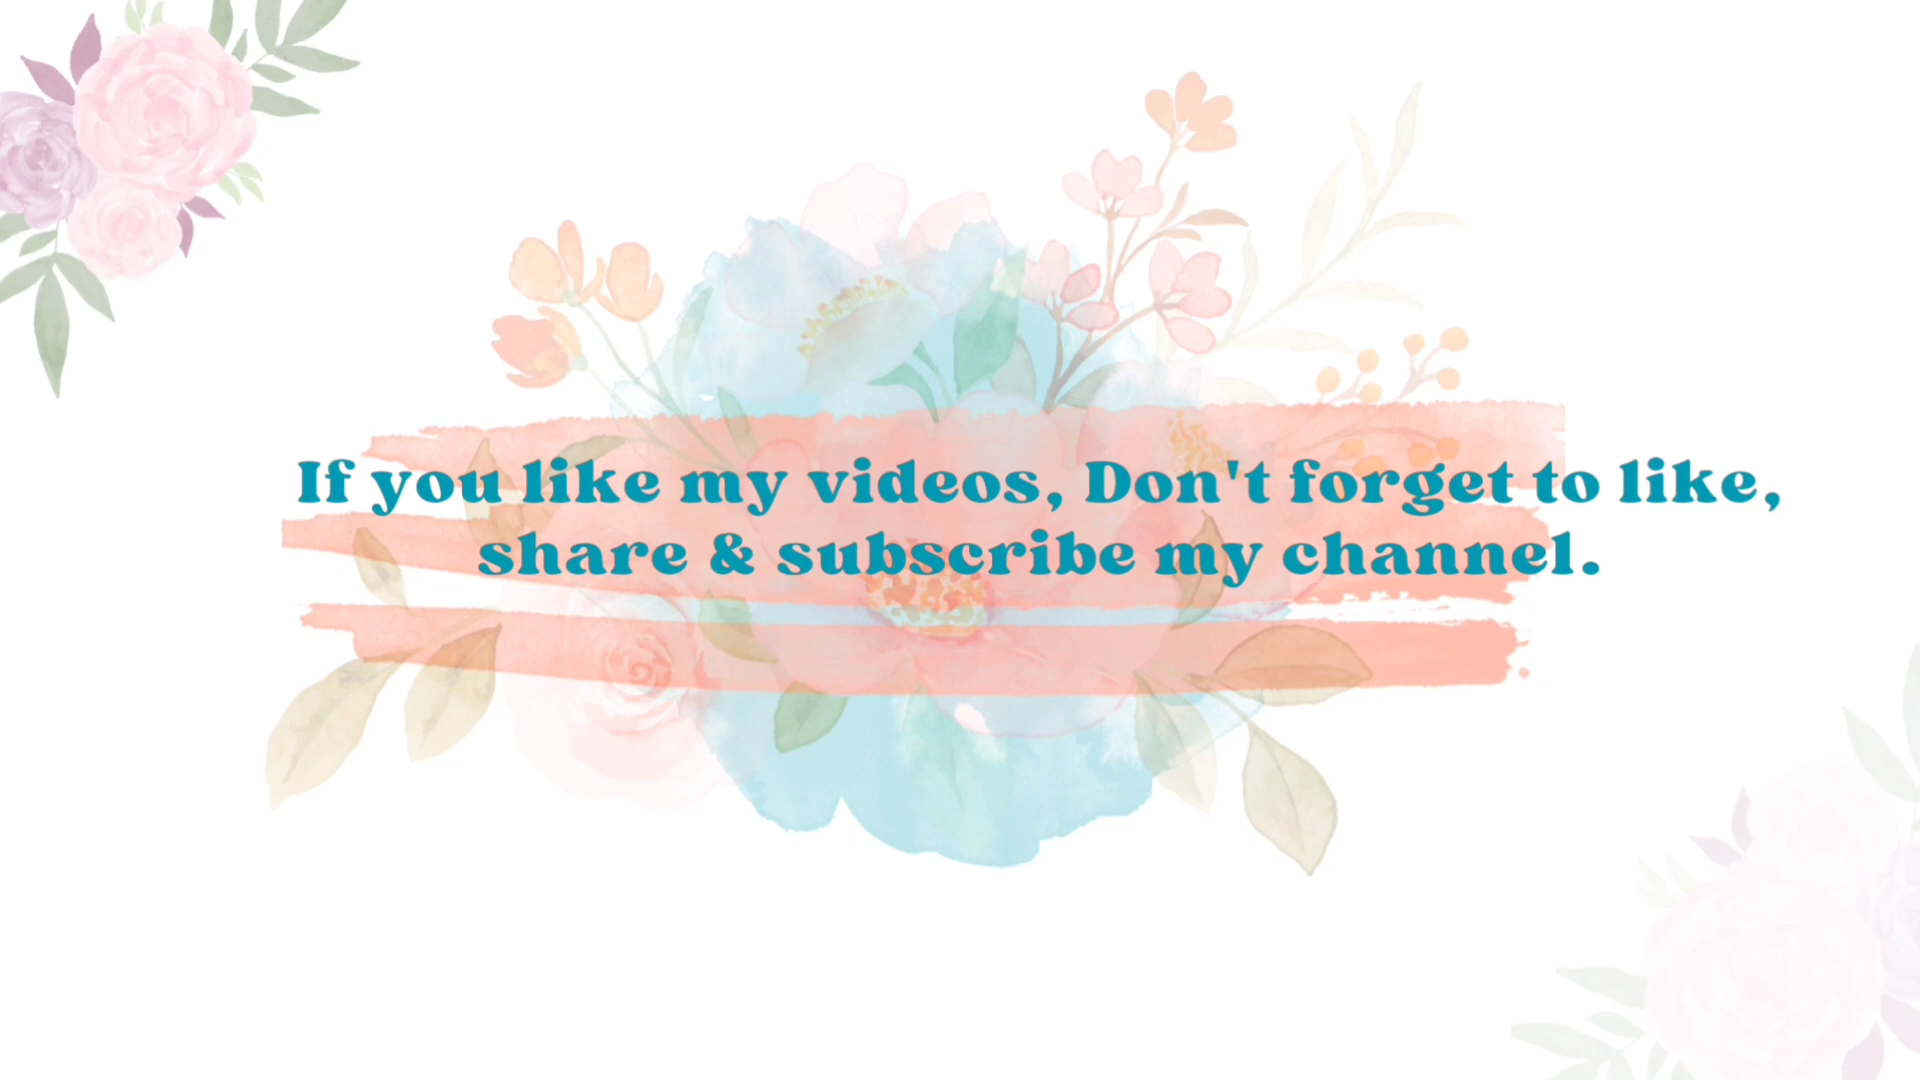 If you like my videos, Don't forget to like,
share & subscribe my channel.